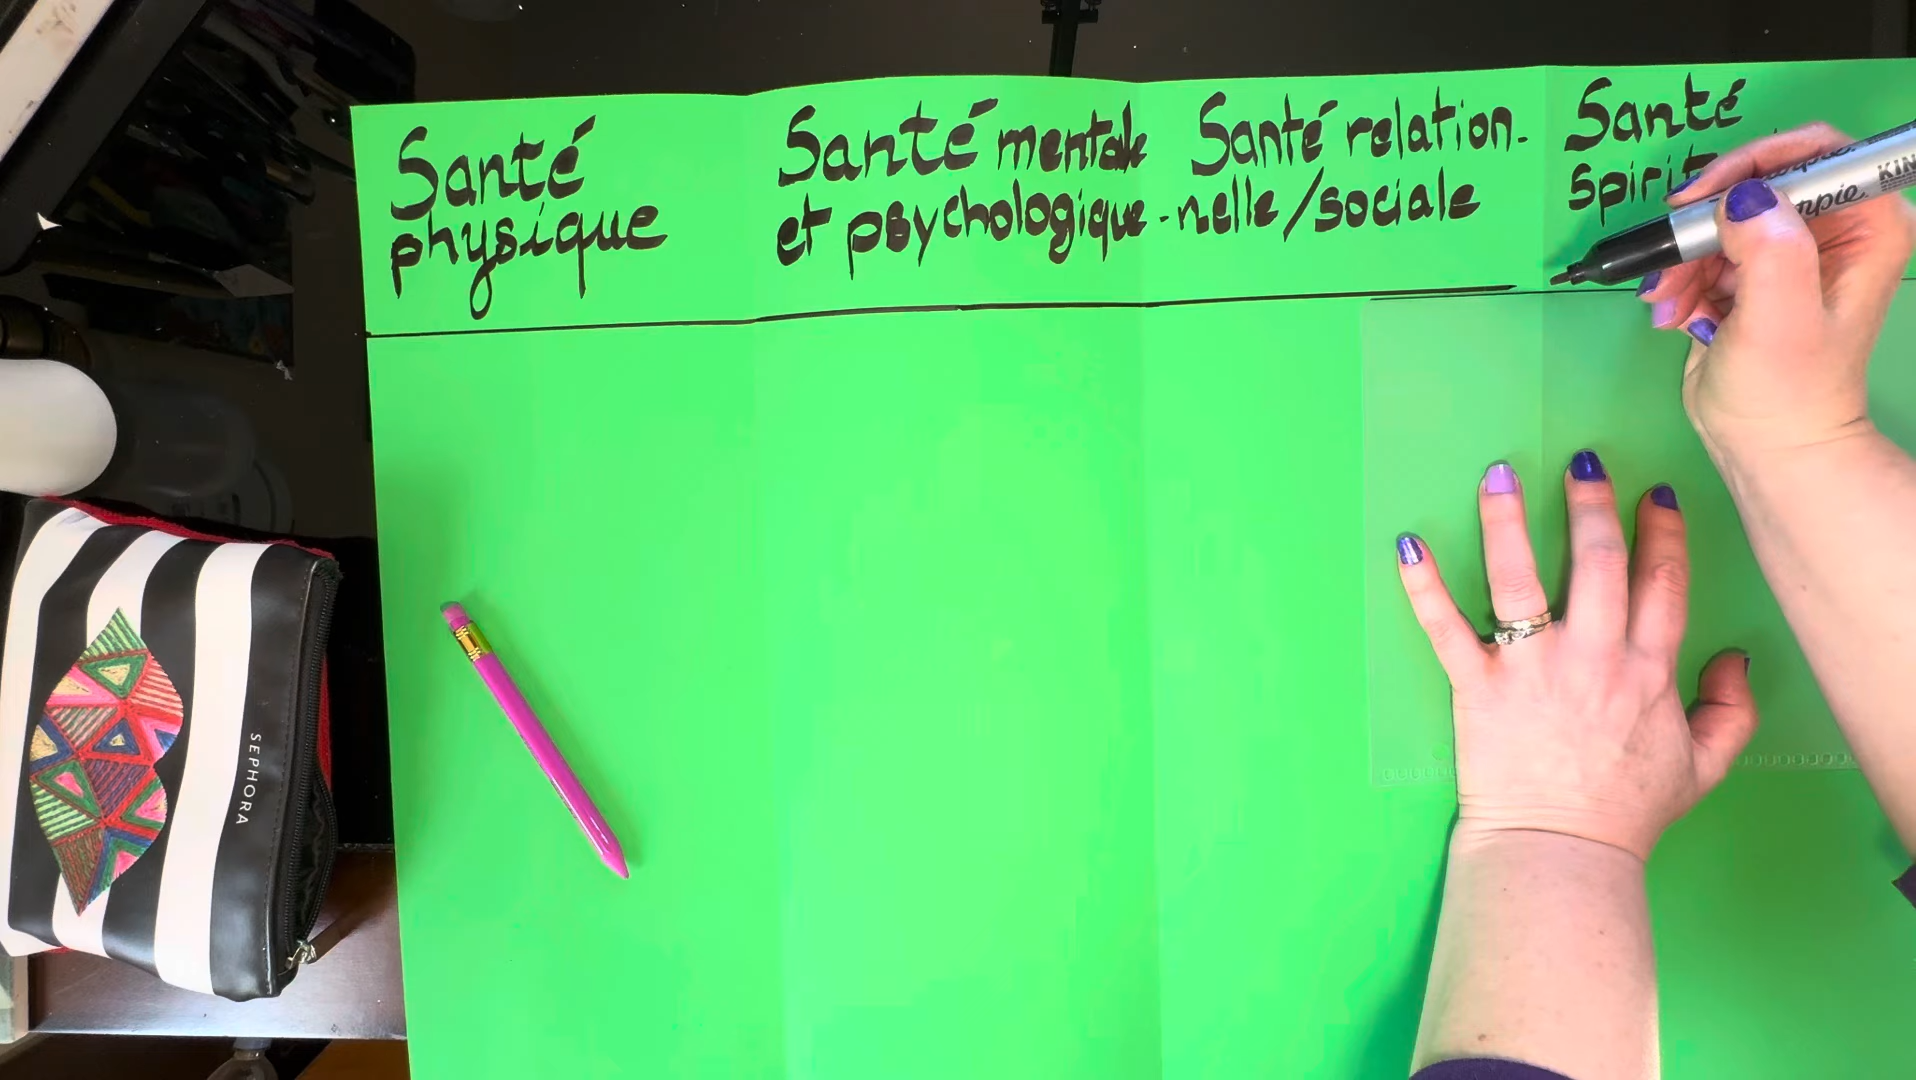 Santé
physique
Santé mentale
et psychologique
Santé relation-
-nelle/sociale
Santé
SEPHORA